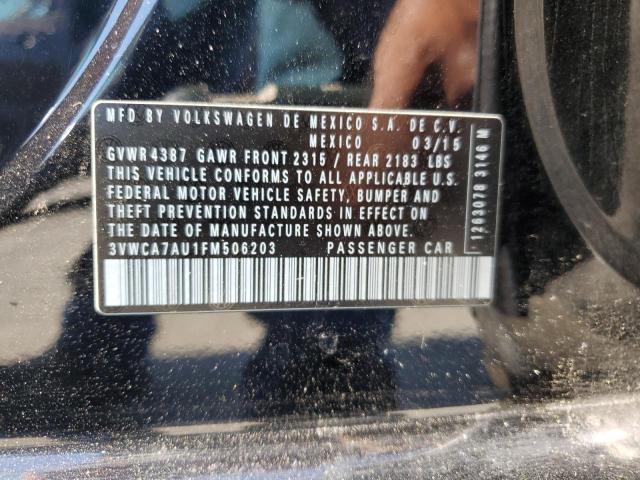 MFD BY VOLKSWAGEN DE MEXICO S.A. DE C.V.
MEXICO 03/15
GVWR 4387 GAWR FRONT 2315 / REAR 2183 LBS
THIS VEHICLE CONFORMS TO ALL APPLICABLE U.S.
FEDERAL MOTOR VEHICLE SAFETY, BUMPER AND
THEFT PREVENTION STANDARDS IN EFFECT ON
THE DATE OF MANUFACTURE SHOWN ABOVE.
3VWCA7AU1FM506203 PASSENGER CAR
1263078 3146 M